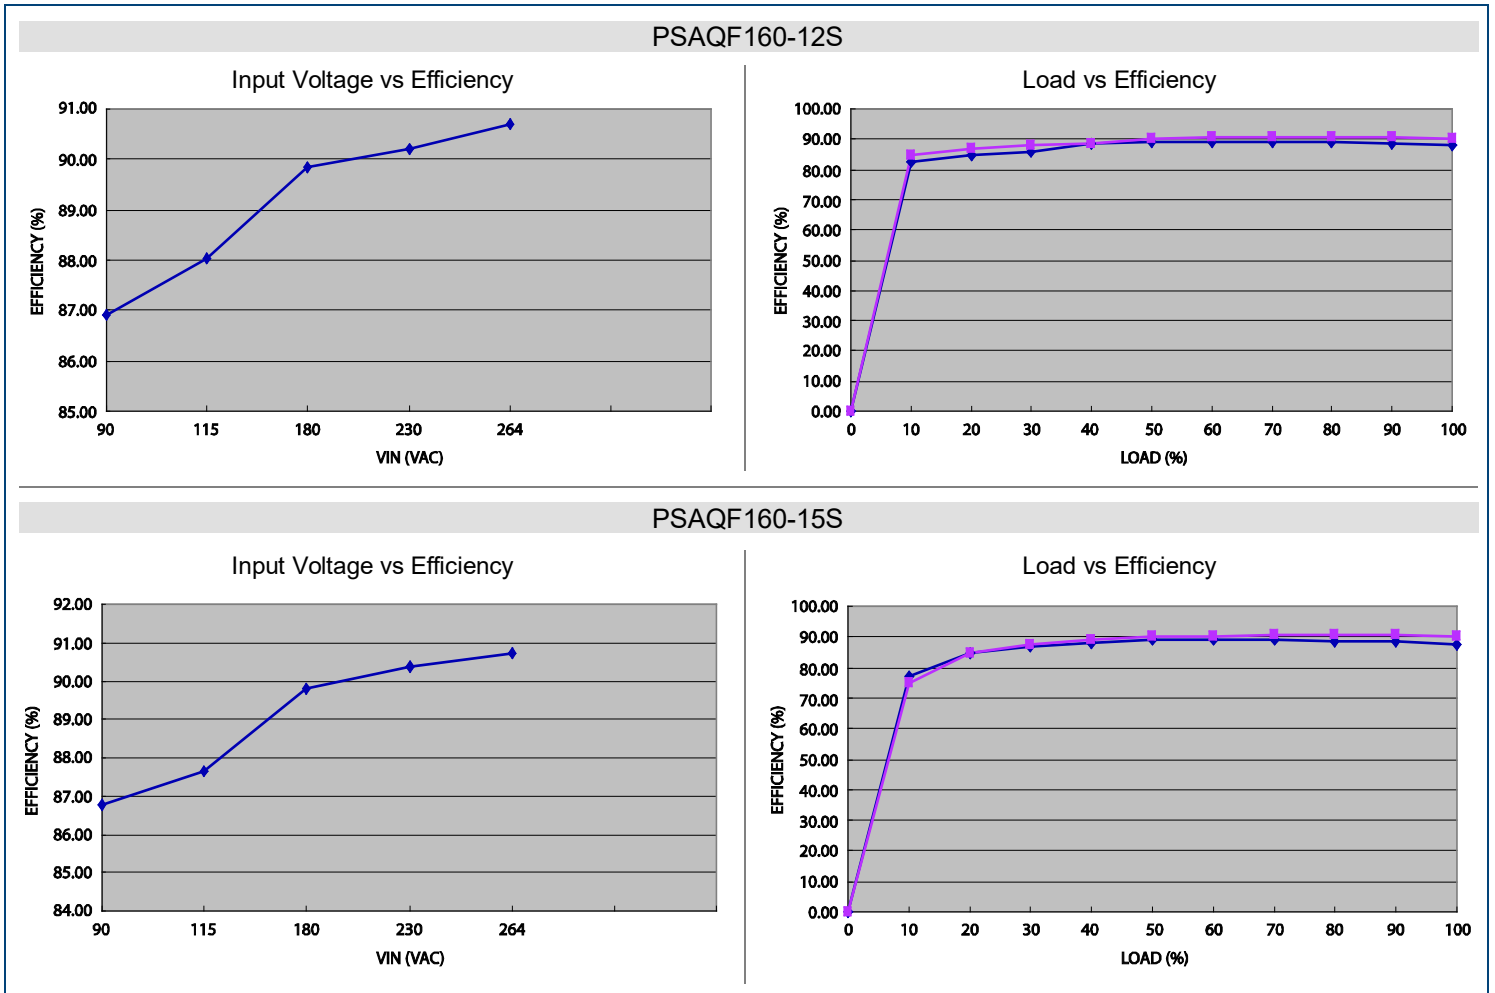 PSAQF160-12S
Input Voltage vs Efficiency
91.00
90.00
89.00
88.00
87.00
86.00
85.00
EFFICIENCY (%)
90 115 180 230 264
VIN (VAC)
Load vs Efficiency
100.00
90.00
80.00
70.00
60.00
50.00
40.00
30.00
20.00
10.00
0.00
EFFICIENCY (%)
0 10 20 30 40 50 60 70 80 90 100
LOAD (%)
PSAQF160-15S
Input Voltage vs Efficiency
92.00
91.00
90.00
89.00
88.00
87.00
86.00
85.00
84.00
EFFICIENCY (%)
90 115 180 230 264
VIN (VAC)
Load vs Efficiency
100.00
90.00
80.00
70.00
60.00
50.00
40.00
30.00
20.00
10.00
0.00
EFFICIENCY (%)
0 10 20 30 40 50 60 70 80 90 100
LOAD (%)